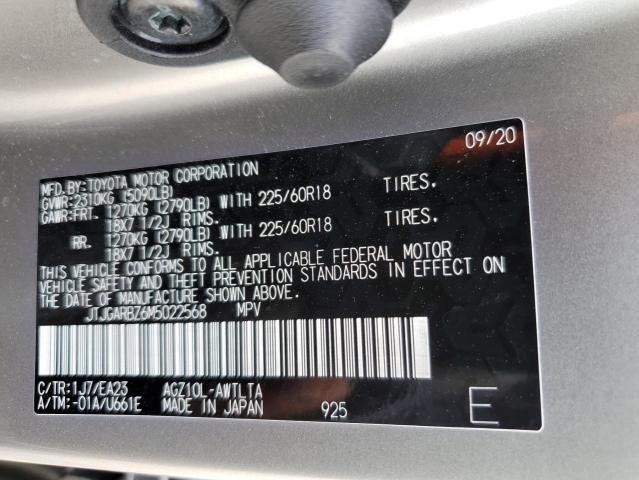 09/20
MFD.BY:TOYOTA MOTOR CORPORATION
GVWR:2310KG (5090LB)
GAWR:FRT. 1270KG (2790LB) WITH 225/60R18 TIRES.
18X7 1/2J RIMS.
RR. 1270KG (2790LB) WITH 225/60R18 TIRES.
18X7 1/2J RIMS.
THIS VEHICLE CONFORMS TO ALL APPLICABLE FEDERAL MOTOR
VEHICLE SAFETY AND THEFT PREVENTION STANDARDS IN EFFECT ON
THE DATE OF MANUFACTURE SHOWN ABOVE.
JTJGARBZ6M5022568 MPV
C/TR:1J7/EA23 AGZ10L-AWTLTA
A/TM:-01A/U661E MADE IN JAPAN 925 E